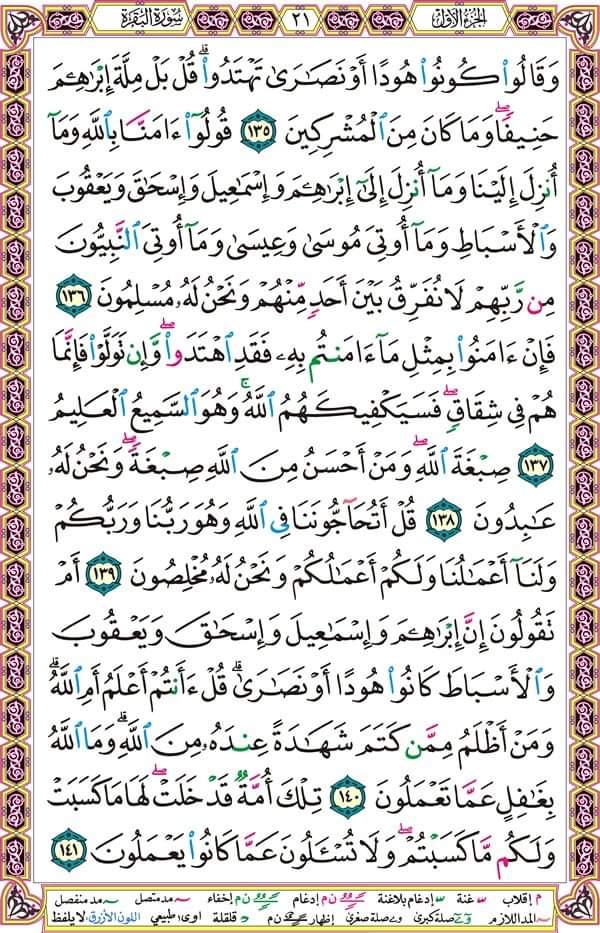 الجزء الأول ٢١ سورة البقرة
وَقَالُوا۟ كُونُوا۟ هُودًا أَوْ نَصَـٰرَىٰ تَهْتَدُوا۟ ۗ قُلْ بَلْ مِلَّةَ إِبْرَٰهِـۧمَ
حَنِيفًا ۖ وَمَا كَانَ مِنَ ٱلْمُشْرِكِينَ ١٣٥ قُولُوٓا۟ ءَامَنَّا بِٱللَّهِ وَمَآ
أُنزِلَ إِلَيْنَا وَمَآ أُنزِلَ إِلَىٰٓ إِبْرَٰهِـۧمَ وَإِسْمَـٰعِيلَ وَإِسْحَـٰقَ وَيَعْقُوبَ
وَٱلْأَسْبَاطِ وَمَآ أُوتِىَ مُوسَىٰ وَعِيسَىٰ وَمَآ أُوتِىَ ٱلنَّبِيُّونَ
مِن رَّبِّهِمْ لَا نُفَرِّقُ بَيْنَ أَحَدٍ مِّنْهُمْ وَنَحْنُ لَهُۥ مُسْلِمُونَ ١٣٦
فَإِنْ ءَامَنُوا۟ بِمِثْلِ مَآ ءَامَنتُم بِهِۦ فَقَدِ ٱهْتَدَوا۟ ۖ وَّإِن تَوَلَّوْا۟ فَإِنَّمَا
هُمْ فِى شِقَاقٍ ۖ فَسَيَكْفِيكَهُمُ ٱللَّهُ ۚ وَهُوَ ٱلسَّمِيعُ ٱلْعَلِيمُ
١٣٧ صِبْغَةَ ٱللَّهِ ۖ وَمَنْ أَحْسَنُ مِنَ ٱللَّهِ صِبْغَةً ۖ وَنَحْنُ لَهُۥ
عَـٰبِدُونَ ١٣٨ قُلْ أَتُحَآجُّونَنَا فِى ٱللَّهِ وَهُوَ رَبُّنَا وَرَبُّكُمْ
وَلَنَآ أَعْمَـٰلُنَا وَلَكُمْ أَعْمَـٰلُكُمْ وَنَحْنُ لَهُۥ مُخْلِصُونَ ١٣٩ أَمْ
تَقُولُونَ إِنَّ إِبْرَٰهِـۧمَ وَإِسْمَـٰعِيلَ وَإِسْحَـٰقَ وَيَعْقُوبَ
وَٱلْأَسْبَاطَ كَانُوا۟ هُودًا أَوْ نَصَـٰرَىٰ ۗ قُلْ ءَأَنتُمْ أَعْلَمُ أَمِ ٱللَّهُ ۗ
وَمَنْ أَظْلَمُ مِمَّن كَتَمَ شَهَـٰدَةً عِندَهُۥ مِنَ ٱللَّهِ ۗ وَمَا ٱللَّهُ
بِغَـٰفِلٍ عَمَّا تَعْمَلُونَ ١٤٠ تِلْكَ أُمَّةٌ قَدْ خَلَتْ ۖ لَهَا مَا كَسَبَتْ
وَلَكُم مَّا كَسَبْتُمْ ۖ وَلَا تُسْـَٔلُونَ عَمَّا كَانُوا۟ يَعْمَلُونَ ١٤١
م إقلاب غنة إدغام بلاغنة ن م إدغام ن م إخفاء مد متصل مد منفصل
المد اللازم صلة كبرى صلة صغرى إظهار ن م قلقلة اوى؛ طبيعي اللون الأزرق: لا يلفظ